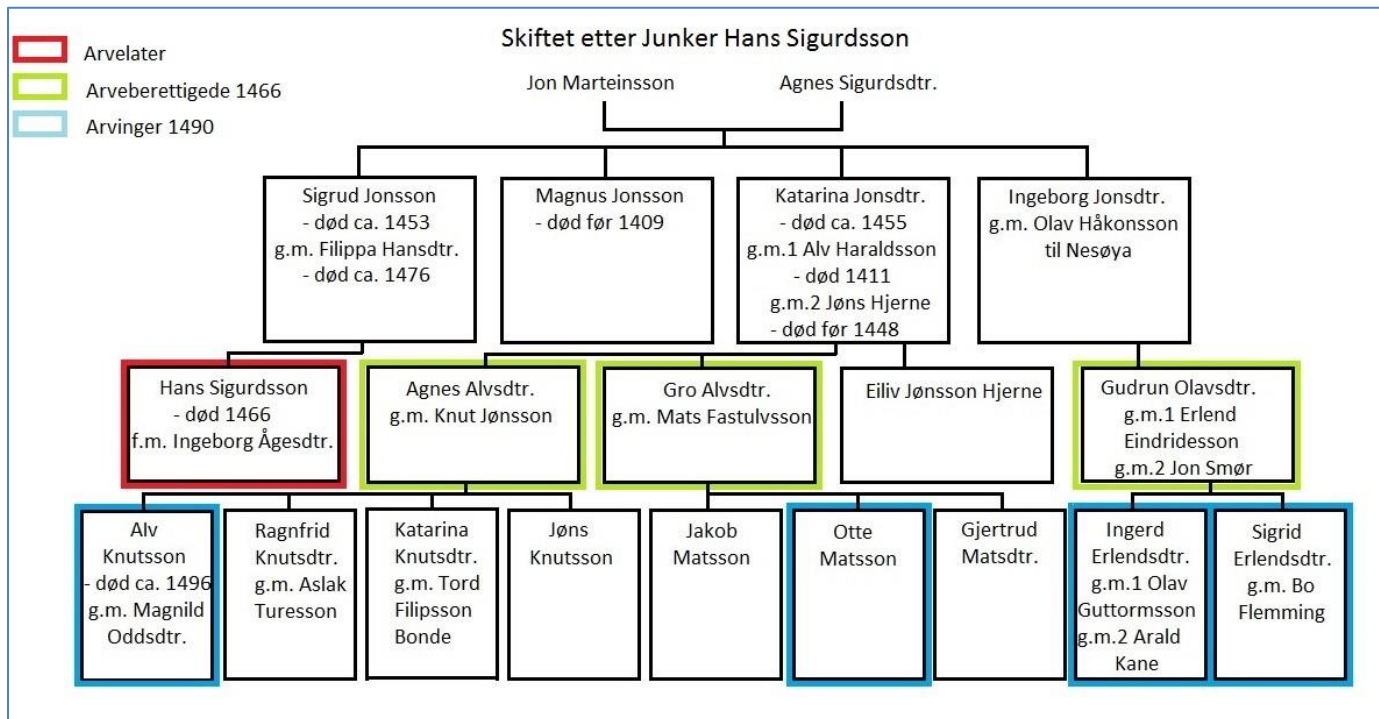 Skiftet etter Junker Hans Sigurdsson
Arvelater
Arveberettigede 1466
Arvinger 1490
Jon Marteinsson
Agnes Sigurdsdtr.
Sigrud Jonsson
- død ca. 1453
g.m. Filippa Hansdtr.
- død ca. 1476
Magnus Jonsson
- død før 1409
Katarina Jonsdtr.
- død ca. 1455
g.m.1 Alv Haraldsson
- død 1411
g.m.2 Jøns Hjerne
- død før 1448
Ingeborg Jonsdtr.
g.m. Olav Håkonsson
til Nesøya
Hans Sigurdsson
- død 1466
f.m. Ingeborg Ågesdtr.
Agnes Alvsdtr.
g.m. Knut Jønsson
Gro Alvsdtr.
g.m. Mats Fastulvsson
Eiliv Jønsson Hjerne
Gudrun Olavsdtr.
g.m.1 Erlend
Eindridesson
g.m.2 Jon Smør
Alv
Knutsson
- død ca. 1496
g.m. Magnild
Oddsdtr.
Ragnfrid
Knutsdtr.
g.m. Aslak
Turesson
Katarina
Knutsdtr.
g.m. Tord
Filipsson
Bonde
Jøns
Knutsson
Jakob
Matsson
Otte
Matsson
Gjertrud
Matsdtr.
Ingerd
Erlendsdtr.
g.m.1 Olav
Guttormsson
g.m.2 Arald
Kane
Sigrid
Erlendsdtr.
g.m. Bo
Flemming